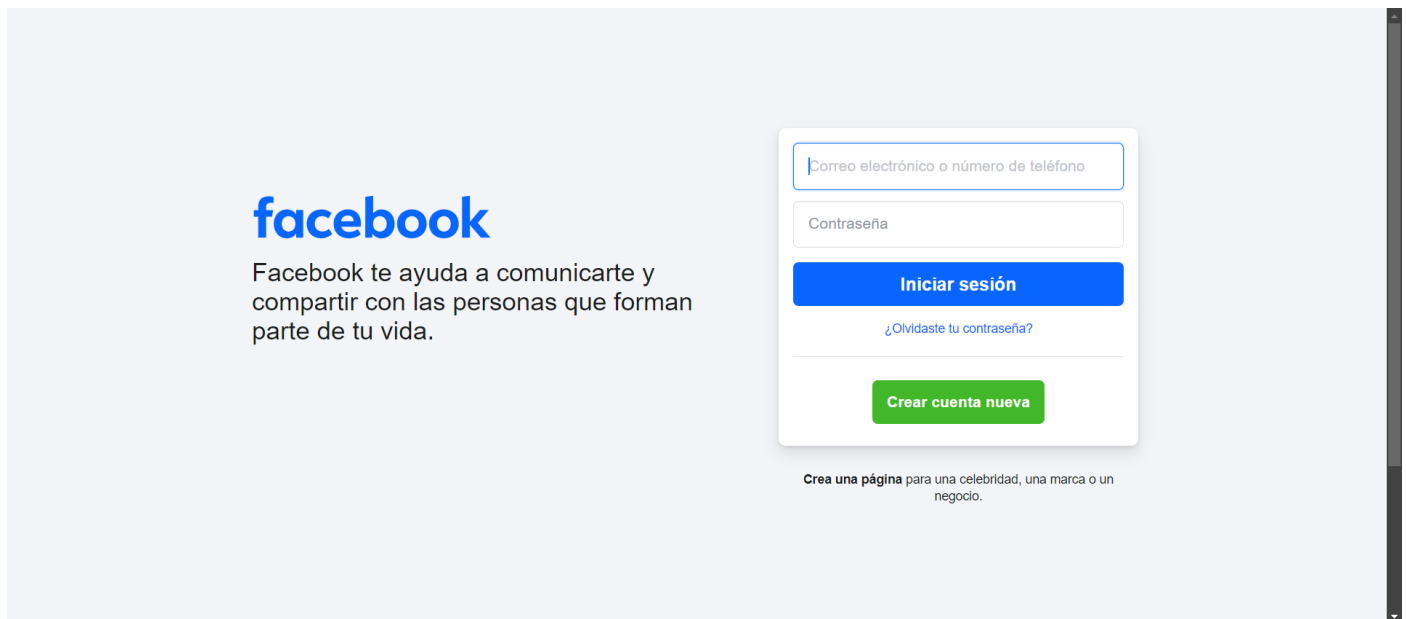 facebook
Facebook te ayuda a comunicarte y
compartir con las personas que forman
parte de tu vida.
Correo electrónico o número de teléfono
Contraseña
Iniciar sesión
¿Olvidaste tu contraseña?
Crear cuenta nueva
Crea una página para una celebridad, una marca o un
negocio.